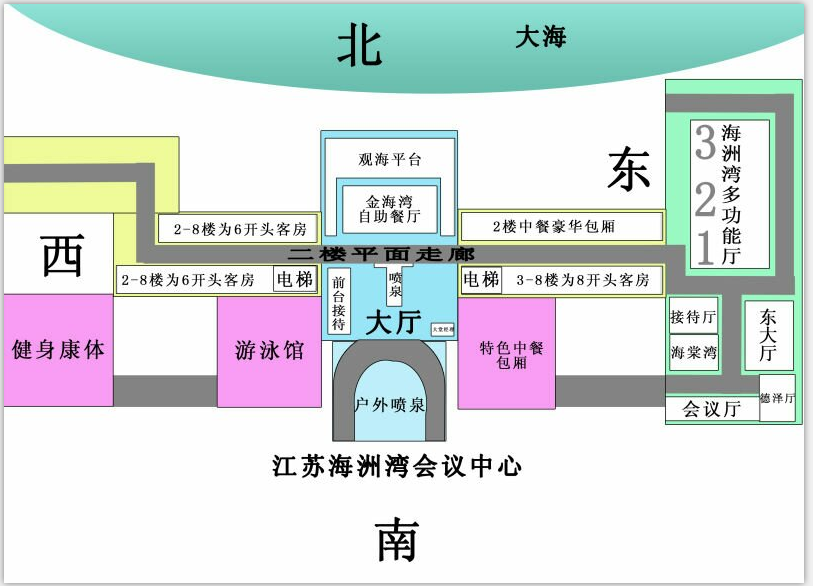 北
大海
东
西
南
观海平台
金海湾
自助餐厅
2-8楼为6开头客房
2楼中餐豪华包厢
3
2
1
海洲湾多功能厅
二楼平面走廊
2-8楼为6开头客房
电梯
前台接待
喷泉
电梯
3-8楼为8开头客房
大厅
大堂经理
接待厅
海棠湾
东大厅
健身康体
游泳馆
特色中餐
包厢
户外喷泉
会议厅
德泽厅
江苏海洲湾会议中心